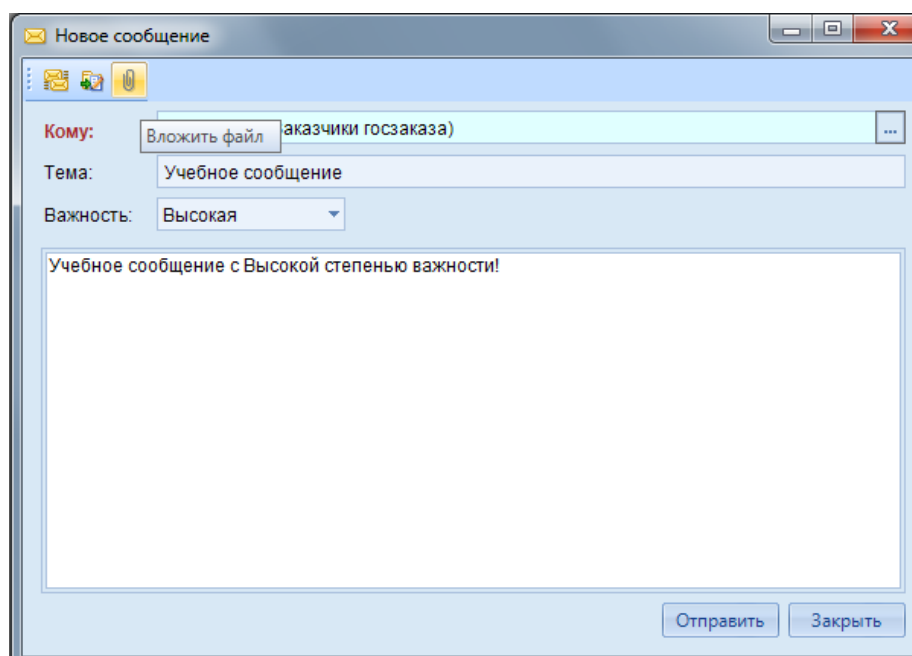 Новое сообщение
Кому: аказчики госзаказа) ...
Вложить файл
Тема: Учебное сообщение
Важность: Высокая
Учебное сообщение с Высокой степенью важности!
Отправить Закрыть